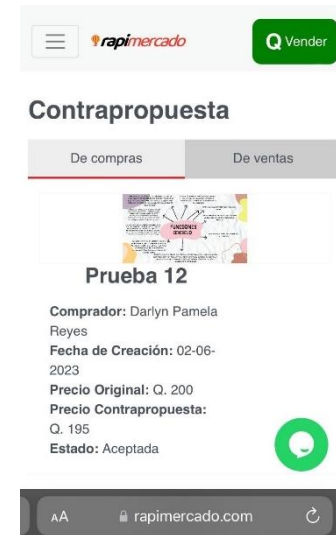 rapimercado
Q Vender
Contrapropuesta
De compras
De ventas
FUNCIONES
Prueba 12
Comprador: Darlyn Pamela
Reyes
Fecha de Creación: 02-06-
2023
Precio Original: Q. 200
Precio Contrapropuesta:
Q. 195
Estado: Aceptada
AA
rapimercado.com